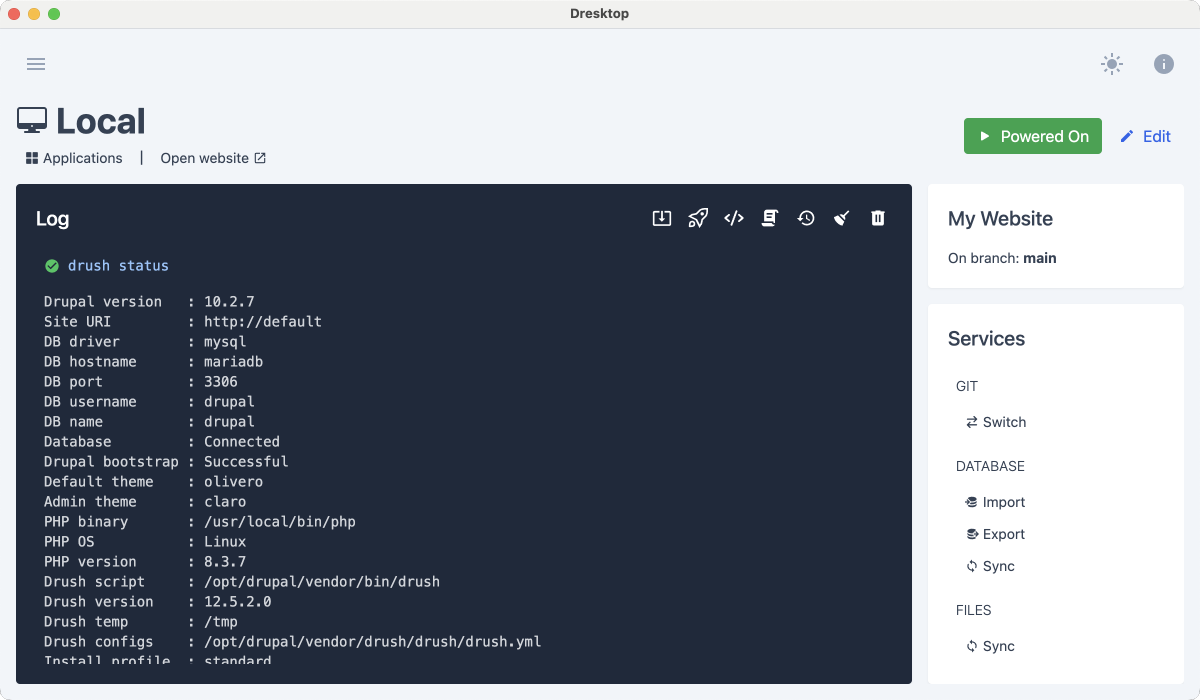 Dresktop
Local
Powered On
Edit
Applications | Open website
Log
drush status
Drupal version : 10.2.7
Site URI : http://default
DB driver : mysql
DB hostname : mariadb
DB port : 3306
DB username : drupal
DB name : drupal
Database : Connected
Drupal bootstrap : Successful
Default theme : olivero
Admin theme : claro
PHP binary : /usr/local/bin/php
PHP OS : Linux
PHP version : 8.3.7
Drush script : /opt/drupal/vendor/bin/drush
Drush version : 12.5.2.0
Drush temp : /tmp
Drush configs : /opt/drupal/vendor/drush/drush/drush.yml
Install profile : standard
My Website
On branch: main
Services
GIT
Switch
DATABASE
Import
Export
Sync
FILES
Sync